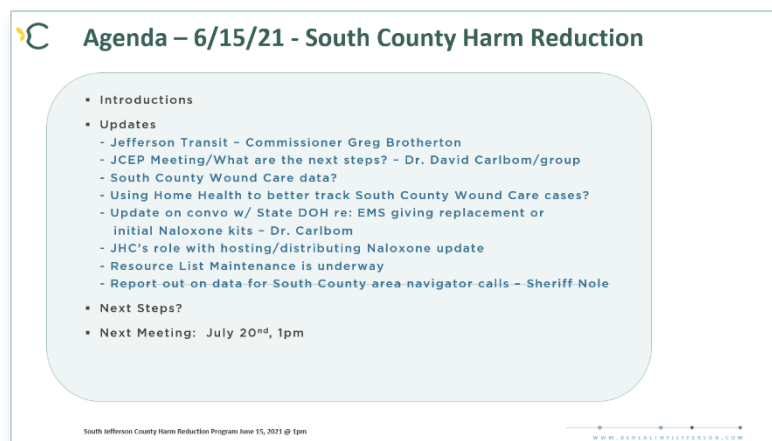 Agenda – 6/15/21 - South County Harm Reduction
▪ Introductions
▪ Updates
- Jefferson Transit – Commissioner Greg Brotherton
- JCEP Meeting/What are the next steps? – Dr. David Carlbom/group
- South County Wound Care data?
- Using Home Health to better track South County Wound Care cases?
- Update on convo w/ State DOH re: EMS giving replacement or
initial Naloxone kits – Dr. Carlbom
- JHC's role with hosting/distributing Naloxone update
- Resource List Maintenance is underway
- Report out on data for South County area navigator calls – Sheriff Nole
▪ Next Steps?
▪ Next Meeting: July 20nd, 1pm
South Jefferson County Harm Reduction Program June 15, 2021 @ 1pm
WWW.BEHEALTHYJEFFERSON.COM